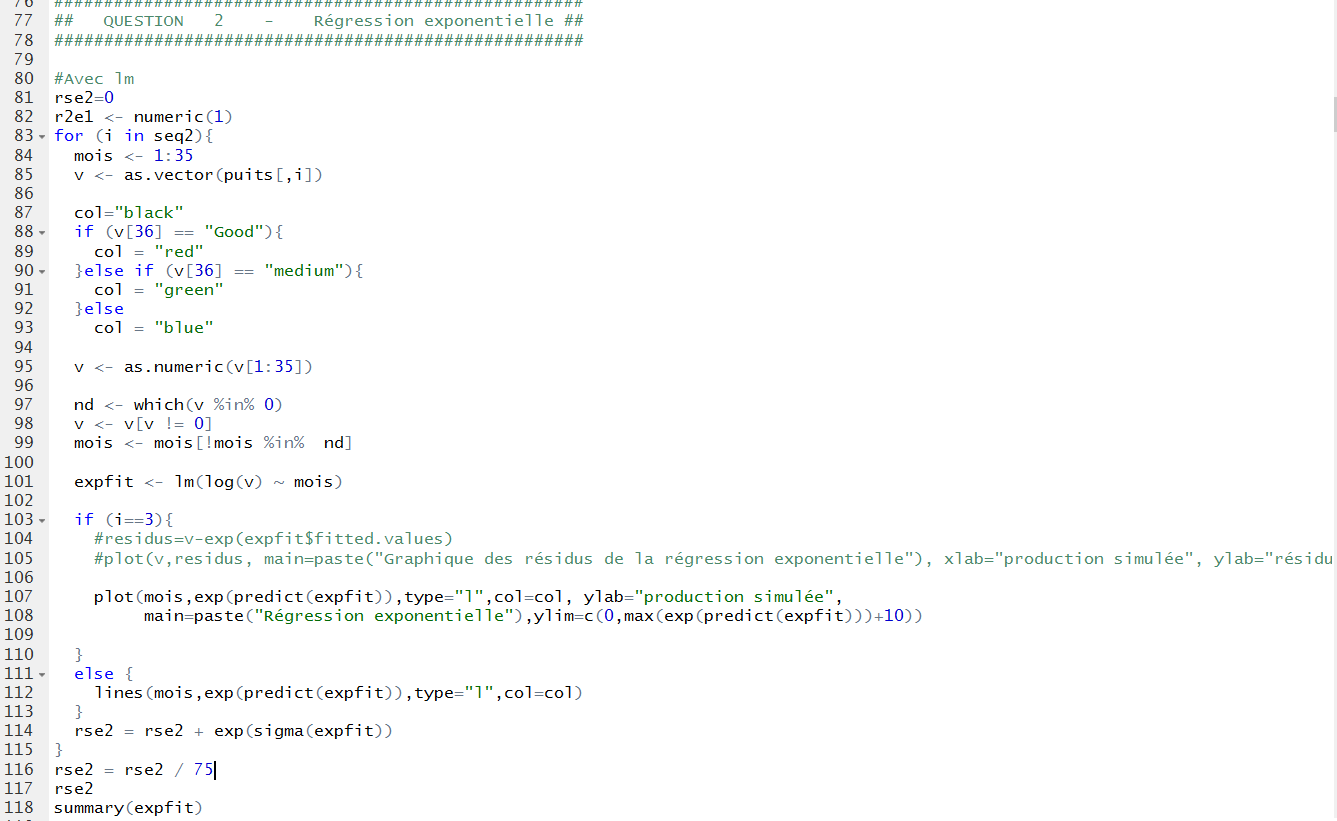 76 #####################################################
77 ## QUESTION 2 - Régression exponentielle ##
78 #####################################################
79
80 #Avec lm
81 rse2=0
82 r2e1 <- numeric(1)
83 for (i in seq2){
84 mois <- 1:35
85 v <- as.vector(puits[,i])
86
87 col="black"
88 if (v[36] == "Good"){
89 col = "red"
90 }else if (v[36] == "medium"){
91 col = "green"
92 }else
93 col = "blue"
94
95 v <- as.numeric(v[1:35])
96
97 nd <- which(v %in% 0)
98 v <- v[v != 0]
99 mois <- mois[!mois %in%  nd]
100
101 expfit <- lm(log(v) ~ mois)
102
103 if (i==3){
104 #residus=v-exp(expfit$fitted.values)
105 #plot(v,residus, main=paste("Graphique des résidus de la régression exponentielle"), xlab="production simulée", ylab="résidu
106
107 plot(mois,exp(predict(expfit)),type="l",col=col, ylab="production simulée",
108 main=paste("Régression exponentielle"),ylim=c(0,max(exp(predict(expfit)))+10))
109
110 }
111 else {
112 lines(mois,exp(predict(expfit)),type="l",col=col)
113 }
114 rse2 = rse2 + exp(sigma(expfit))
115 }
116 rse2 = rse2 / 75
117 rse2
118 summary(expfit)